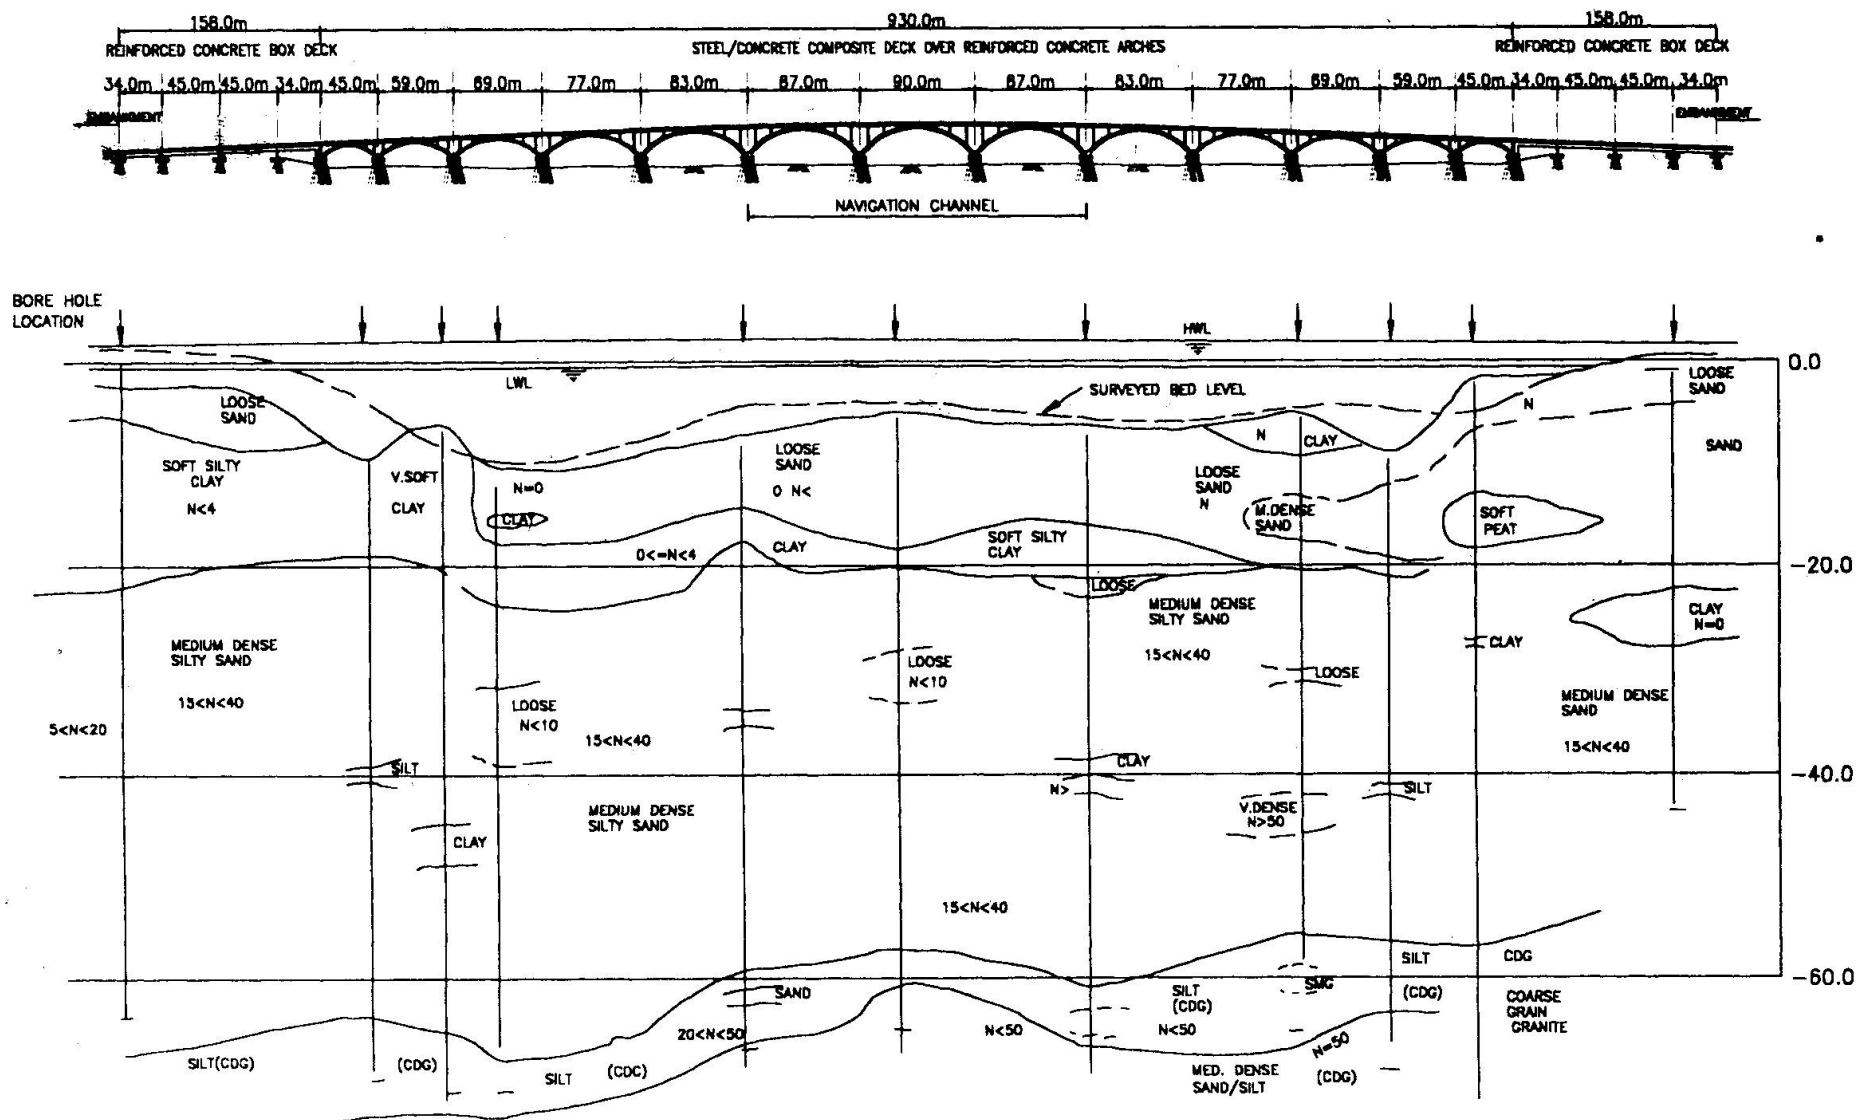 158.0m 930.0m 158.0m
REINFORCED CONCRETE BOX DECK STEEL/CONCRETE COMPOSITE DECK OVER REINFORCED CONCRETE ARCHES REINFORCED CONCRETE BOX DECK
34.0m 45.0m 45.0m 34.0m 45.0m 59.0m 69.0m 77.0m 83.0m 87.0m 90.0m 87.0m 83.0m 77.0m 69.0m 59.0m 45.0m 34.0m 45.0m 45.0m 34.0m
EMBANKMENT EMBANKMENT
NAVIGATION CHANNEL
BORE HOLE
LOCATION
HWL
0.0
LWL
SURVEYED BED LEVEL
LOOSE
SAND
LOOSE
SAND
N
N
CLAY
SAND
SOFT SILTY
CLAY
N<4
V.SOFT
CLAY
N=0
CLAY
LOOSE
SAND
0 N<
LOOSE
SAND
N
M.DENSE
SAND
SOFT
PEAT
0<=N<4
CLAY
SOFT SILTY
CLAY
-20.0
LOOSE
MEDIUM DENSE
SILTY SAND
15<N<40
CLAY
N=0
MEDIUM DENSE
SILTY SAND
15<N<40
5<N<20
LOOSE
N<10
15<N<40
LOOSE
N<10
LOOSE
CLAY
MEDIUM DENSE
SAND
15<N<40
SILT
CLAY
N>
SILT
-40.0
V.DENSE
N>50
MEDIUM DENSE
SILTY SAND
CLAY
15<N<40
SILT
CDG
-60.0
SAND
SILT
(CDG)
SMG
(CDG)
COARSE
GRAIN
GRANITE
20<N<50
N<50
N<50
N=50
SILT(CDG)
(CDG)
SILT
(CDC)
MED. DENSE
SAND/SILT
(CDG)